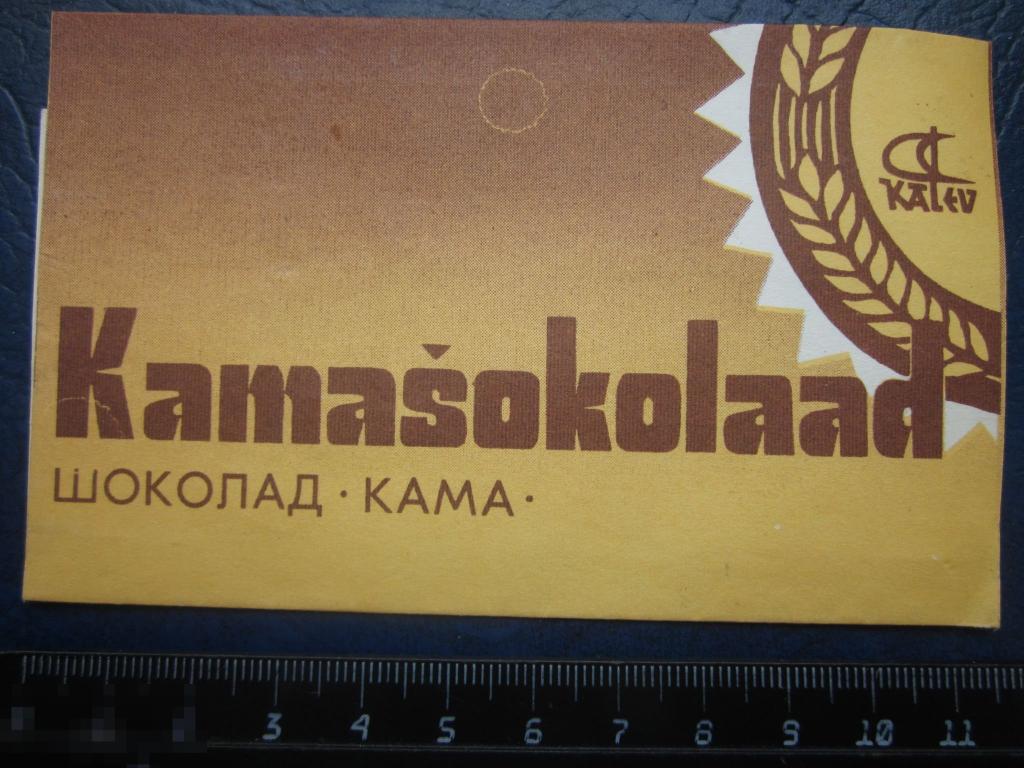 KALEV
Kamašokolaad
ШОКОЛАД · КАМА ·
3 4 5 6 7 8 9 10 11